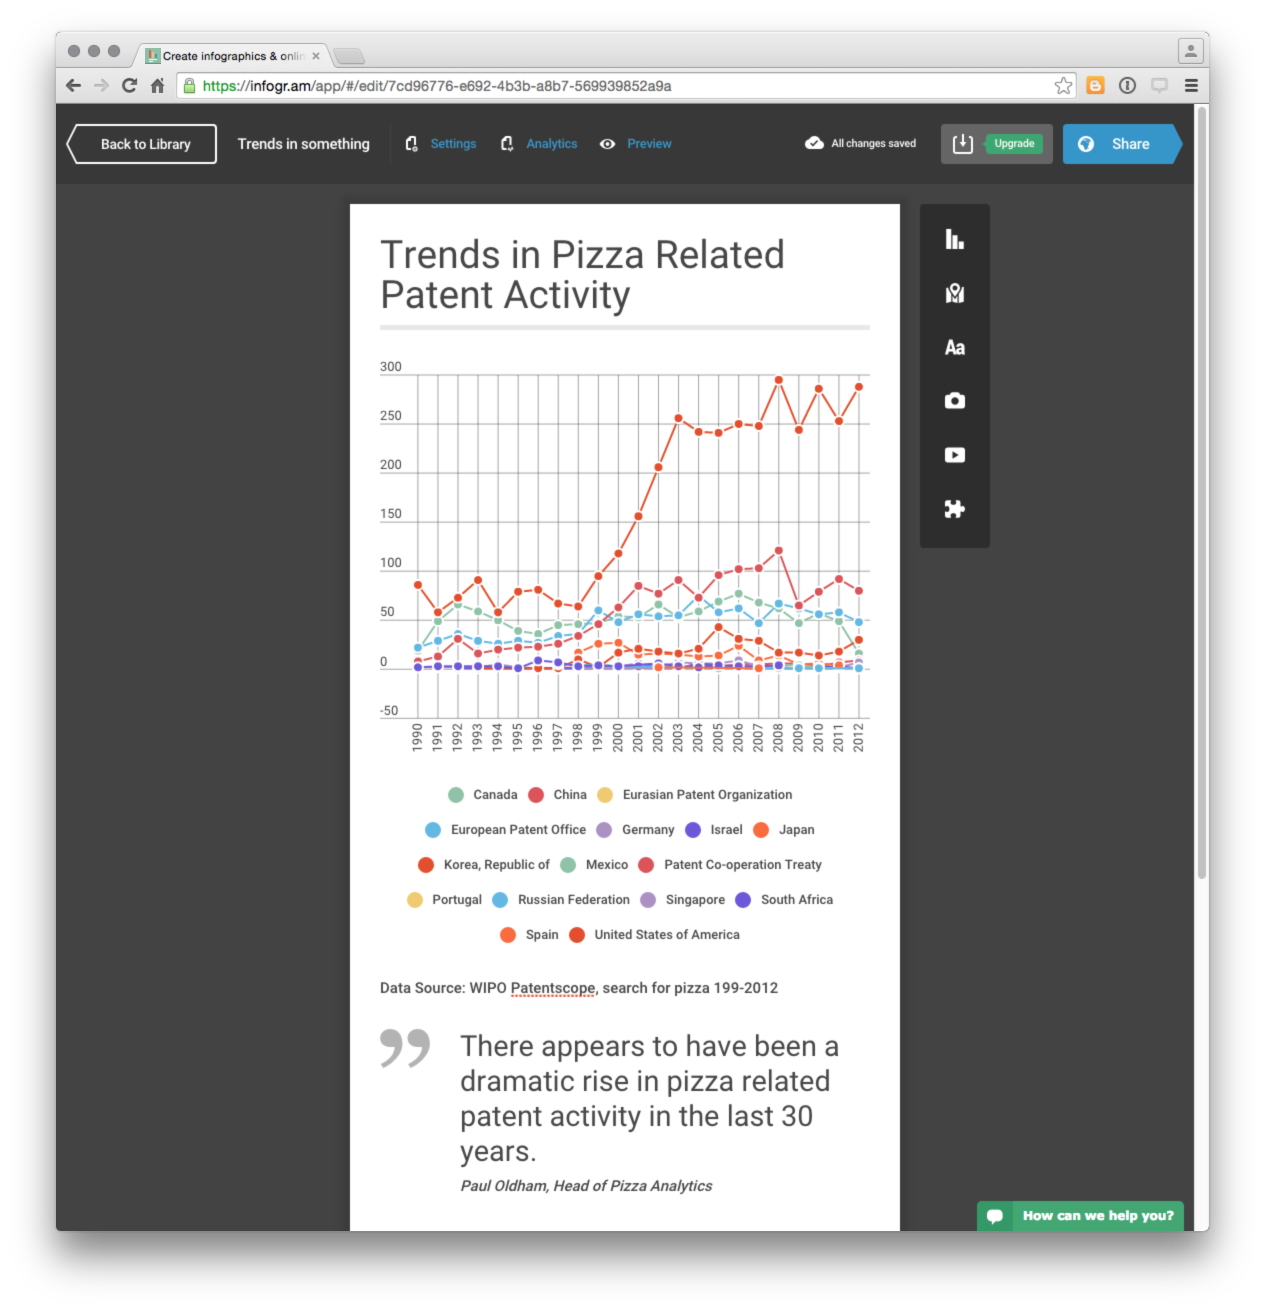 Create infographics & onlin
https://infogr.am/app/#/edit/7cd96776-e692-4b3b-a8b7-569939852a9a
Back to Library Trends in something Settings Analytics Preview All changes saved Upgrade Share
Trends in Pizza Related
Patent Activity
Aa
300
250
200
150
100
50
0
-50
1990 1991 1992 1993 1994 1995 1996 1997 1998 1999 2000 2001 2002 2003 2004 2005 2006 2007 2008 2009 2010 2011 2012
Canada China Eurasian Patent Organization
European Patent Office Germany Israel Japan
Korea, Republic of Mexico Patent Co-operation Treaty
Portugal Russian Federation Singapore South Africa
Spain United States of America
Data Source: WIPO Patentscope, search for pizza 199-2012
” There appears to have been a
dramatic rise in pizza related
patent activity in the last 30
years.
Paul Oldham, Head of Pizza Analytics
How can we help you?